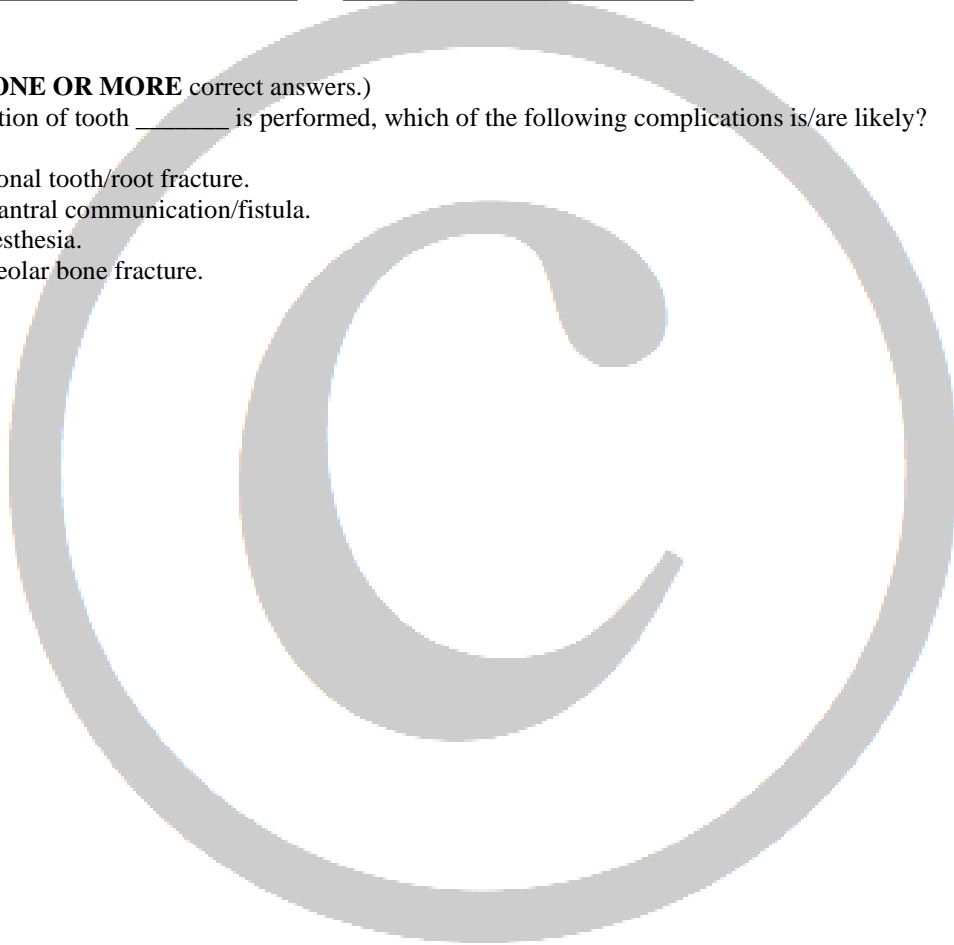 ONE OR MORE correct answers.)
tion of tooth _______ is performed, which of the following complications is/are likely?
onal tooth/root fracture.
antral communication/fistula.
esthesia.
eolar bone fracture.